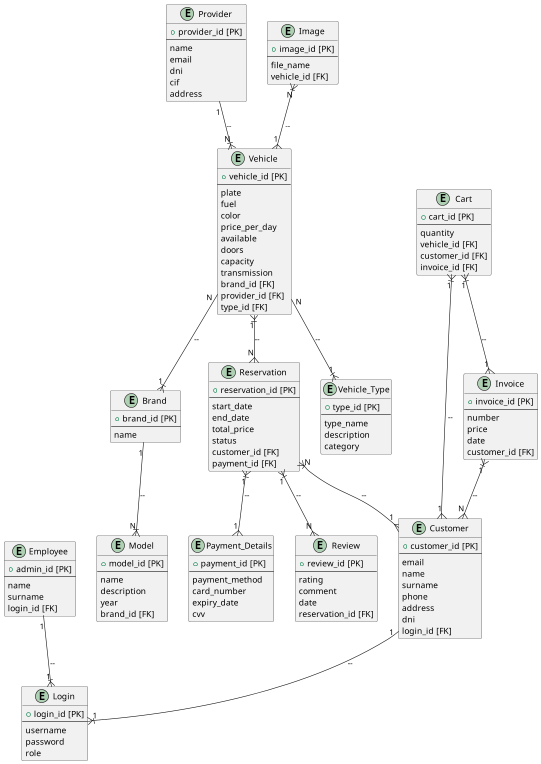 E Provider
provider_id [PK]
name
email
dni
cif
address
E Image
image_id [PK]
file_name
vehicle_id [FK]
1
--
N
N
--
1
E Vehicle
vehicle_id [PK]
plate
fuel
color
price_per_day
available
doors
capacity
transmission
brand_id [FK]
provider_id [FK]
type_id [FK]
E Cart
cart_id [PK]
quantity
vehicle_id [FK]
customer_id [FK]
invoice_id [FK]
N
--
1
1
--
N
N
--
1
1
--
1
1
--
1
E Brand
brand_id [PK]
name
E Reservation
reservation_id [PK]
start_date
end_date
total_price
status
customer_id [FK]
payment_id [FK]
E Vehicle_Type
type_id [PK]
type_name
description
category
E Invoice
invoice_id [PK]
number
price
date
customer_id [FK]
1
--
N
1
--
1
1
--
N
N
--
1
1
--
N
E Employee
admin_id [PK]
name
surname
login_id [FK]
E Model
model_id [PK]
name
description
year
brand_id [FK]
E Payment_Details
payment_id [PK]
payment_method
card_number
expiry_date
cvv
E Review
review_id [PK]
rating
comment
date
reservation_id [FK]
E Customer
customer_id [PK]
email
name
surname
phone
address
dni
login_id [FK]
1
--
1
1
--
1
E Login
login_id [PK]
username
password
role